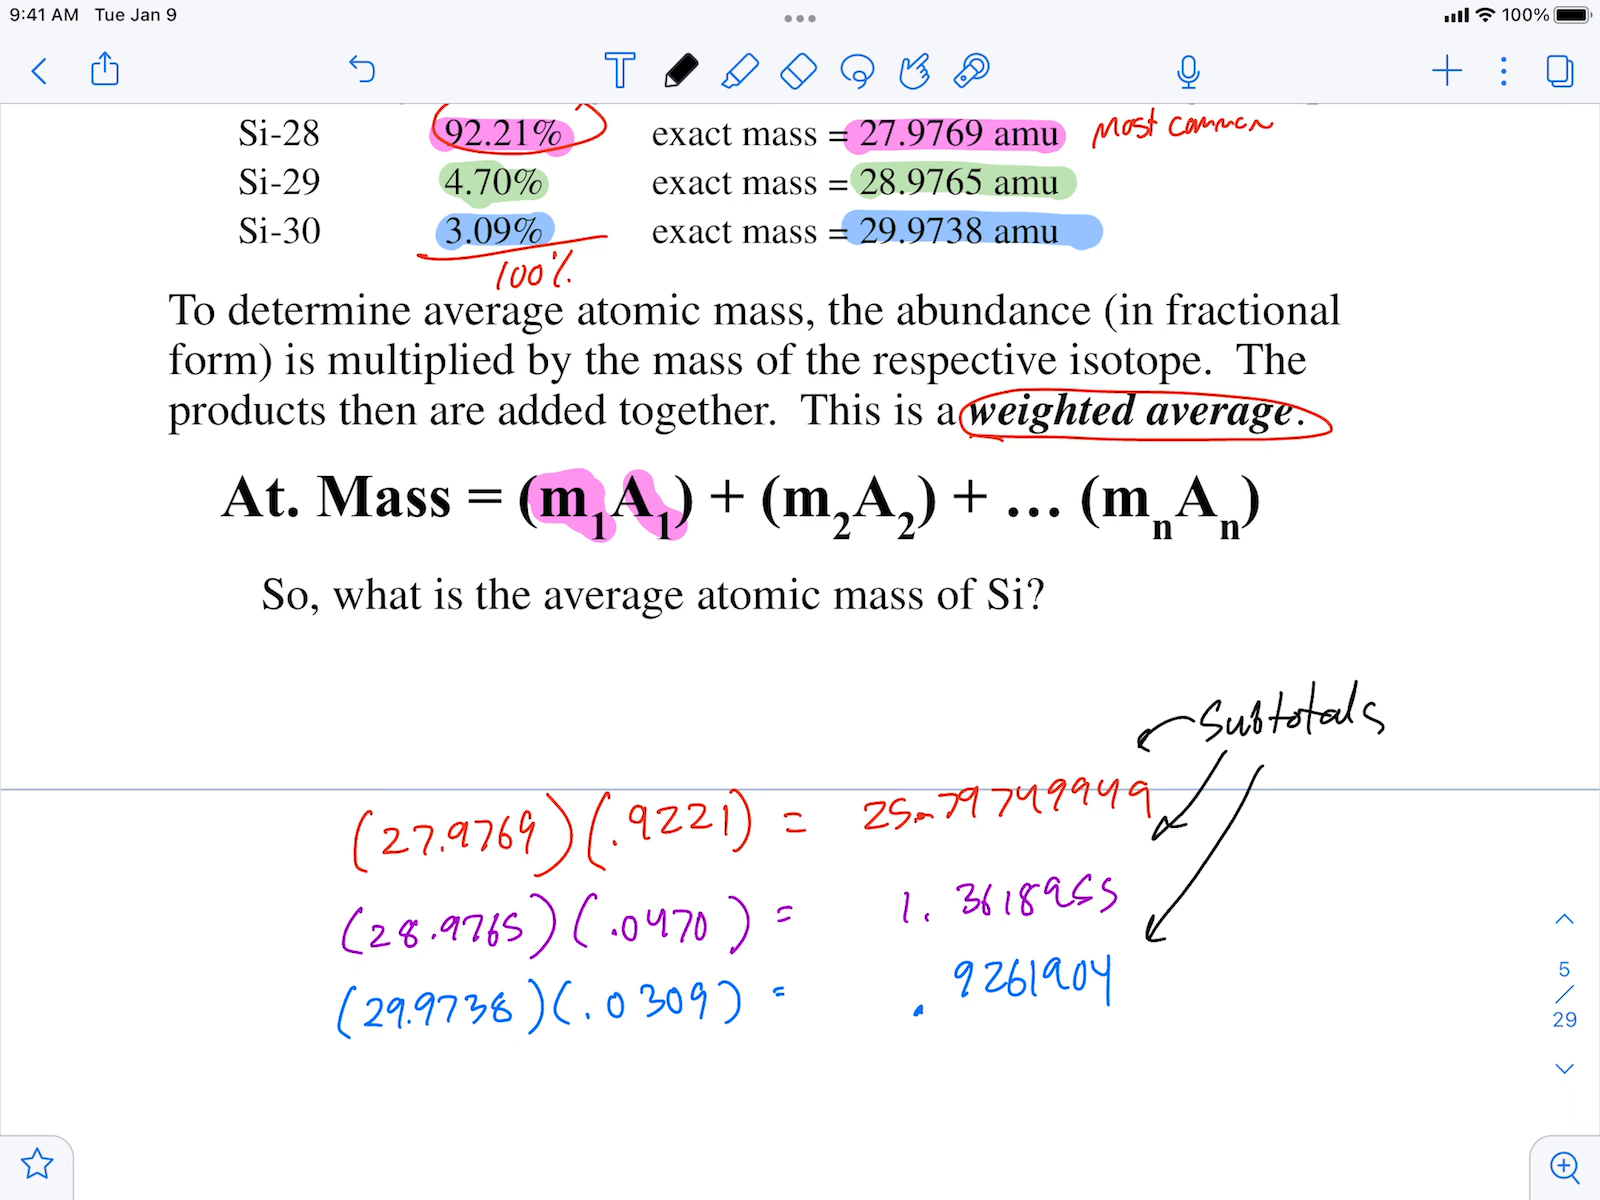 9:41 AM Tue Jan 9
100%
Si-28 92.21% exact mass = 27.9769 amu most common
Si-29 4.70% exact mass = 28.9765 amu
Si-30 3.09% exact mass = 29.9738 amu
100%
To determine average atomic mass, the abundance (in fractional
form) is multiplied by the mass of the respective isotope. The
products then are added together. This is a weighted average.
At. Mass = (m₁A₁) + (m₂A₂) + ... (mₙAₙ)
So, what is the average atomic mass of Si?
Subtotals
(27.9769)(.9221) = 25.79749949
(28.9765)(.0470) = 1.3618955
(29.9738)(.0309) = .9261904
5
/
29